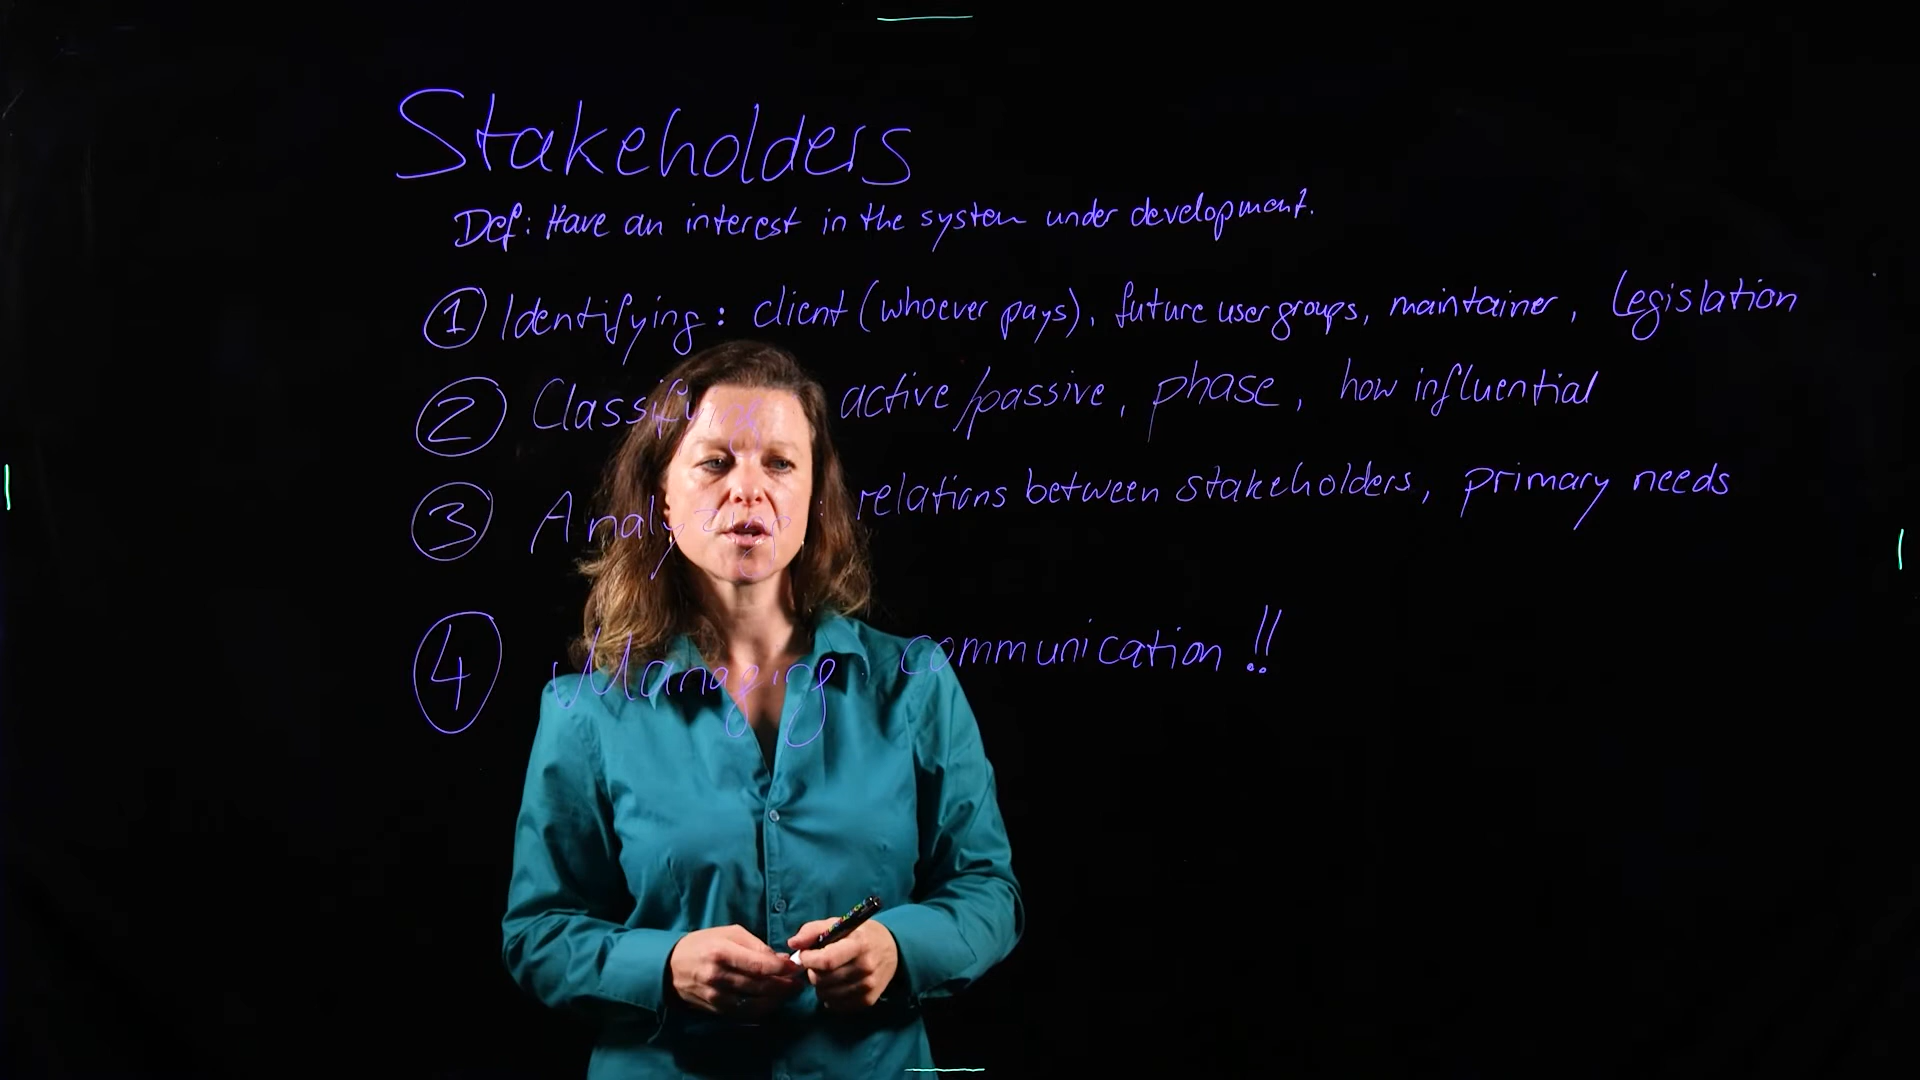 Stakeholders
Def: Have an interest in the system under development.
1 Identifying: client (whoever pays), future user groups, maintainer, Legislation
2 Classifying active/passive, phase, how influential
3 Analyzing: relations between stakeholders, primary needs
4 Managing communication!!